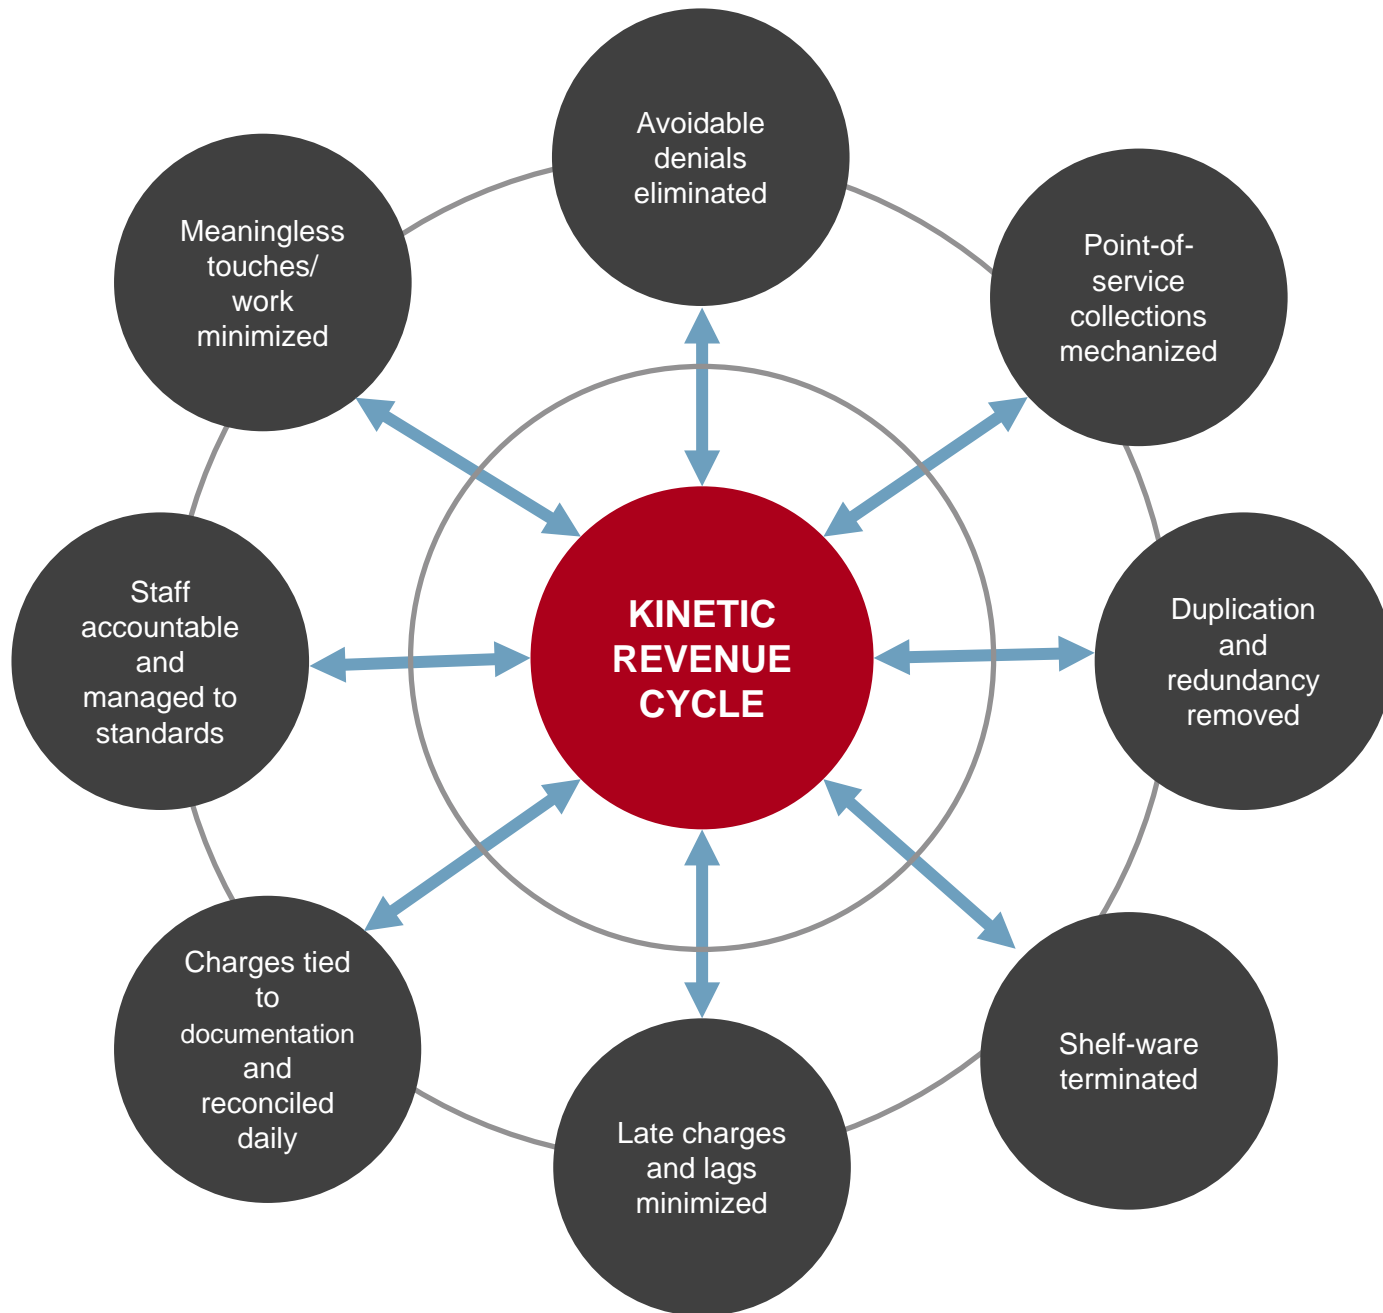 Avoidable
denials
eliminated
Point-of-
service
collections
mechanized
Duplication
and
redundancy
removed
Shelf-ware
terminated
Late charges
and lags
minimized
Charges tied
to
documentation
and
reconciled
daily
Staff
accountable
and
managed to
standards
Meaningless
touches/
work
minimized
KINETIC
REVENUE
CYCLE